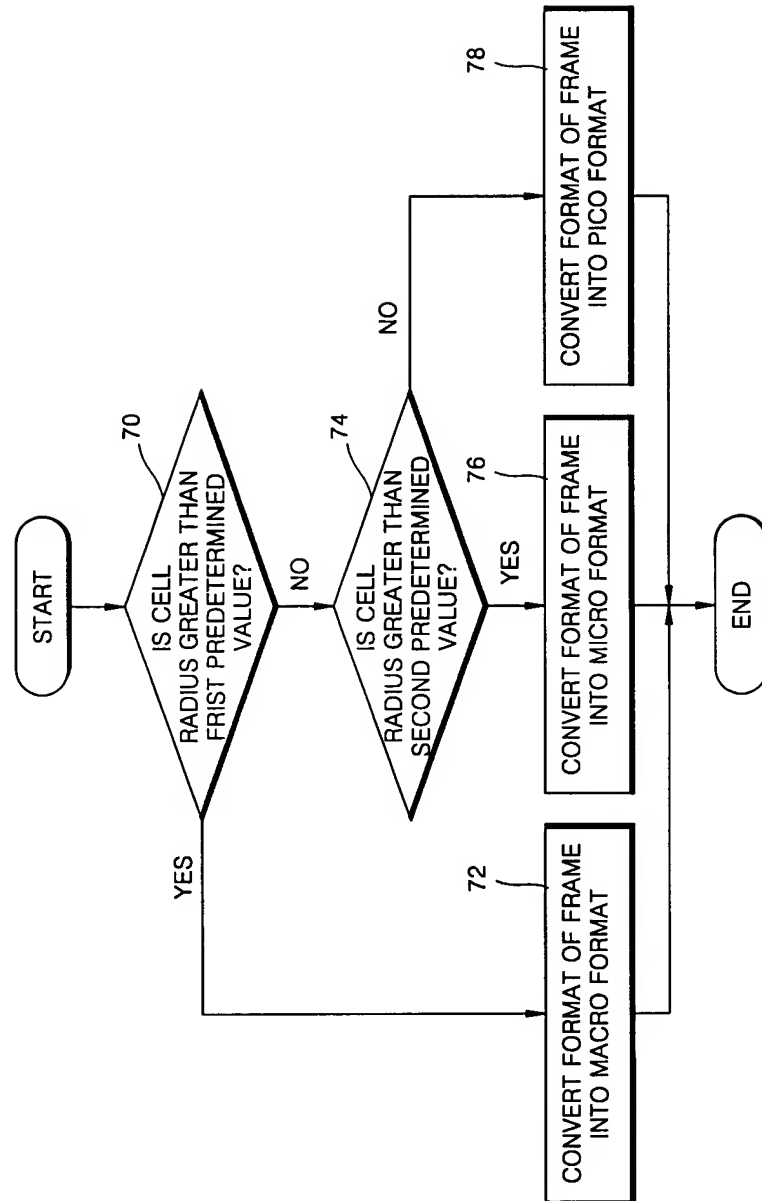 START
70
IS CELL
RADIUS GREATER THAN
FRIST PREDETERMINED
VALUE?
YES
NO
74
IS CELL
RADIUS GREATER THAN
SECOND PREDETERMINED
VALUE?
NO
YES
72
CONVERT FORMAT OF FRAME
INTO MACRO FORMAT
76
CONVERT FORMAT OF FRAME
INTO MICRO FORMAT
78
CONVERT FORMAT OF FRAME
INTO PICO FORMAT
END